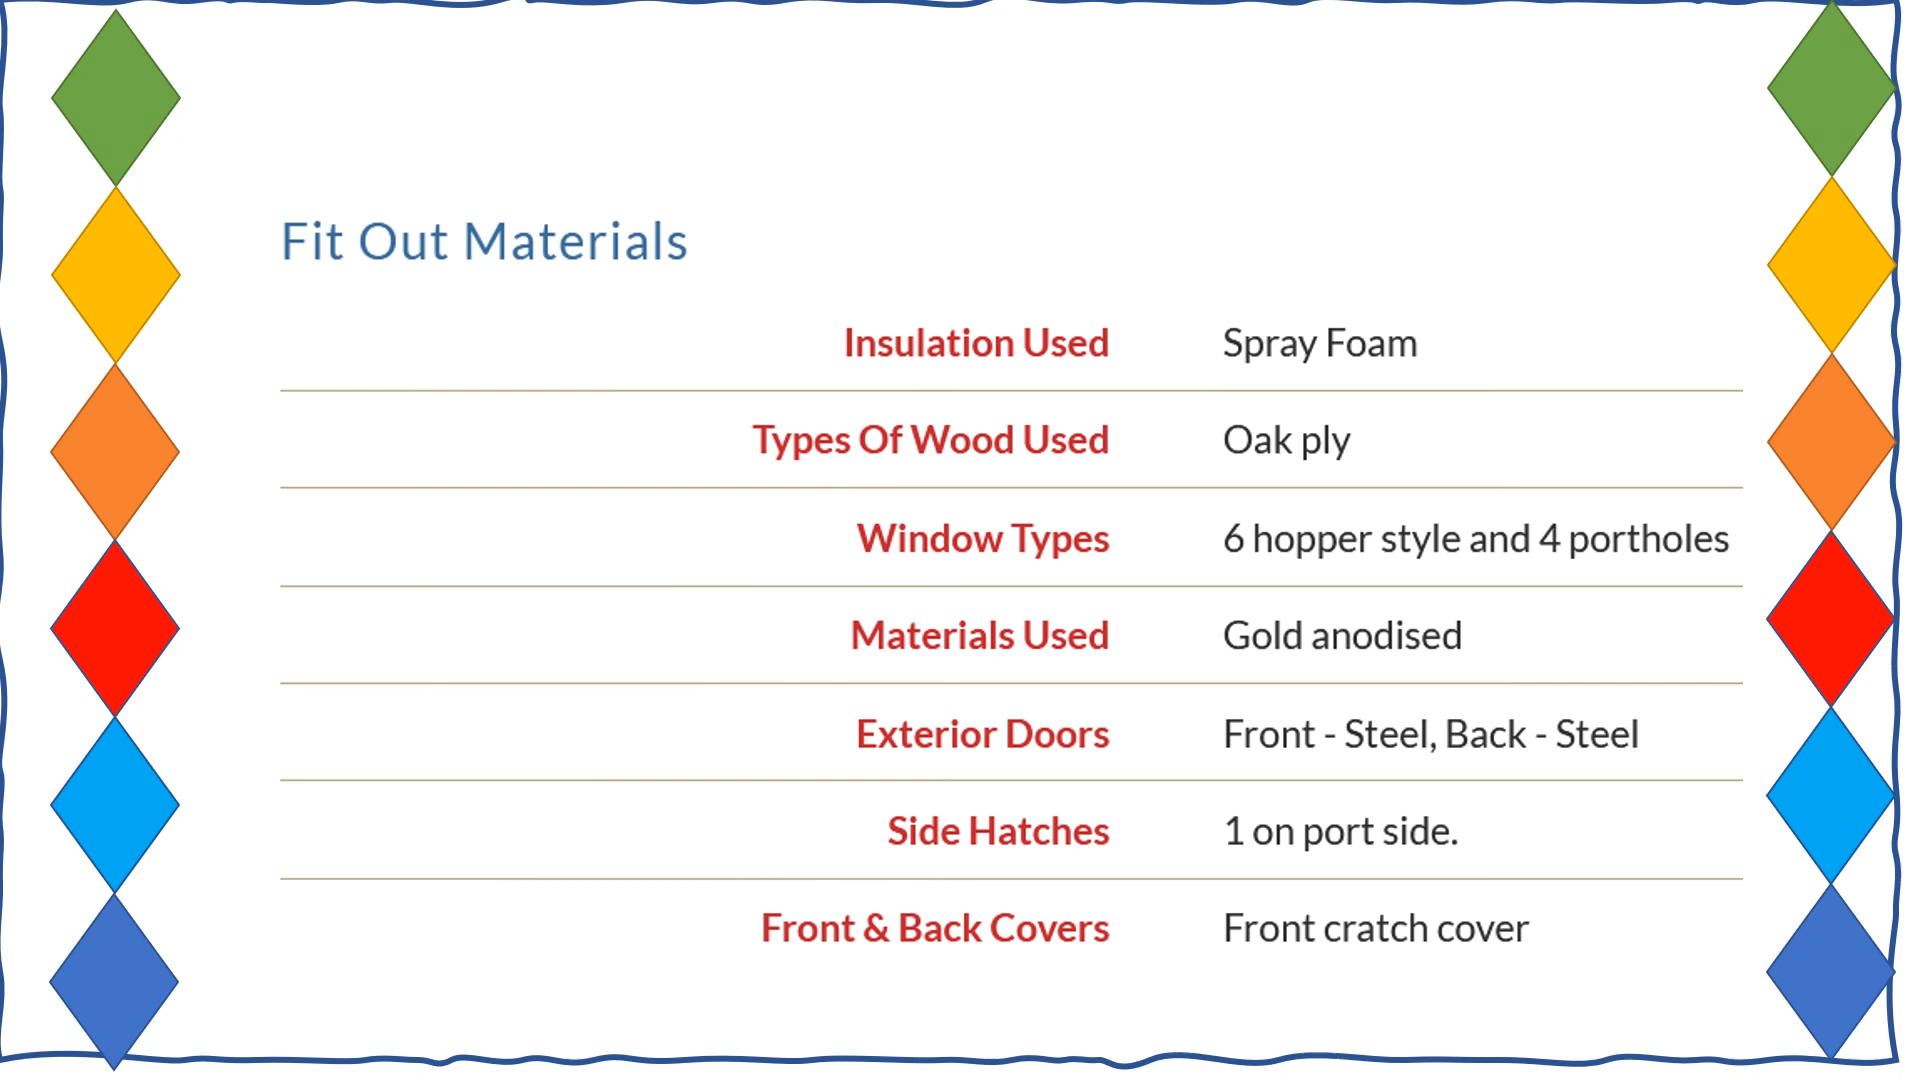 Fit Out Materials
Insulation Used Spray Foam
Types Of Wood Used Oak ply
Window Types 6 hopper style and 4 portholes
Materials Used Gold anodised
Exterior Doors Front - Steel, Back - Steel
Side Hatches 1 on port side.
Front & Back Covers Front cratch cover